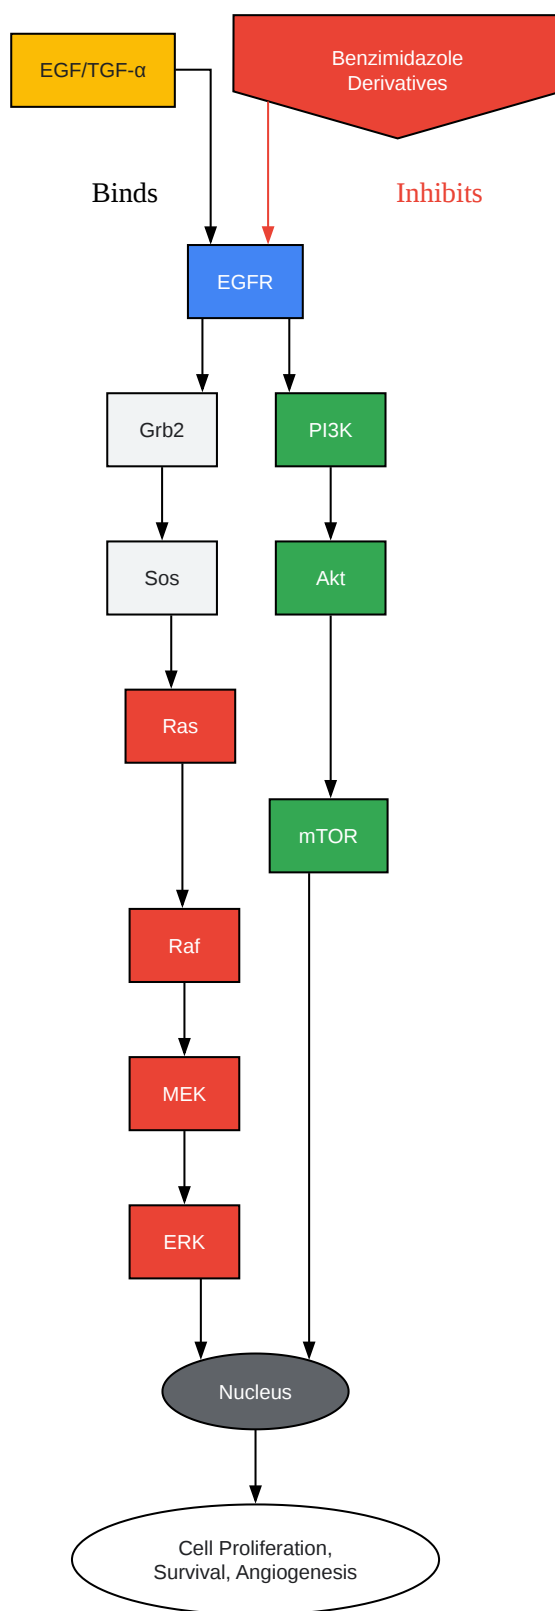 EGF/TGF-α
Benzimidazole
Derivatives
Binds
Inhibits
EGFR
Grb2
PI3K
Sos
Akt
Ras
mTOR
Raf
MEK
ERK
Nucleus
Cell Proliferation,
Survival, Angiogenesis